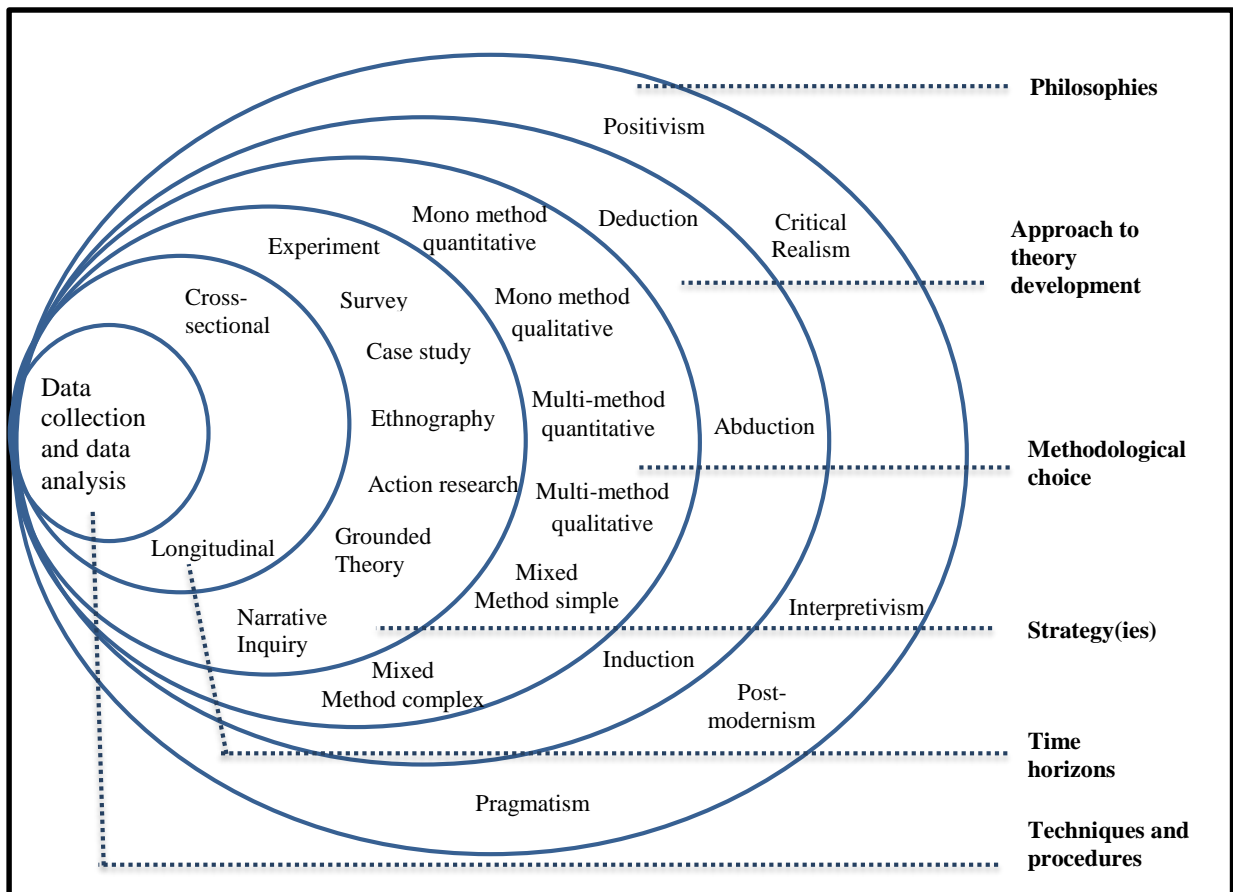 Philosophies
Positivism
Mono method
quantitative
Deduction
Critical
Realism
Approach to
theory
development
Experiment
Cross-
sectional
Survey
Mono method
qualitative
Case study
Data
collection
and data
analysis
Ethnography
Multi-method
quantitative
Abduction
Methodological
choice
Action research
Multi-method
qualitative
Longitudinal
Grounded
Theory
Mixed
Method simple
Interpretivism
Narrative
Inquiry
Strategy(ies)
Mixed
Method complex
Induction
Post-
modernism
Time
horizons
Pragmatism
Techniques and
procedures